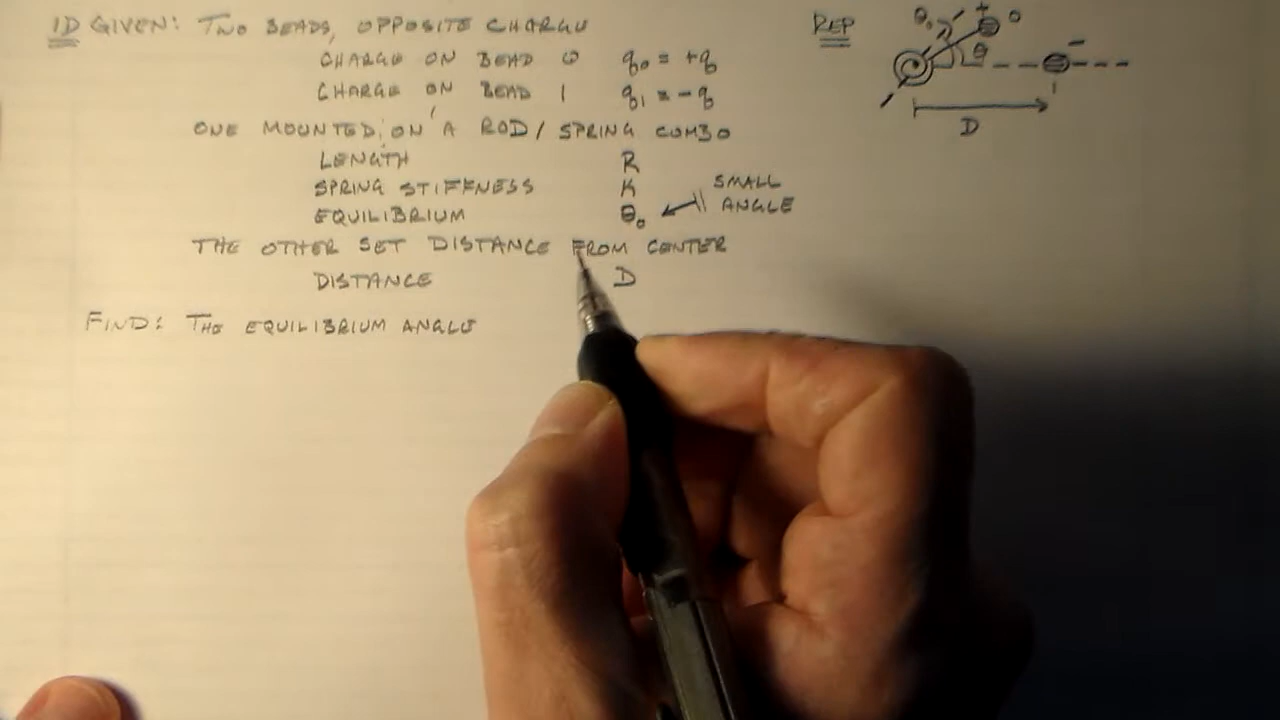 ID GIVEN: TWO BEADS, OPPOSITE CHARGE
CHARGE ON BEAD 0 q0 = +q
CHARGE ON BEAD 1 q1 = -q
ONE MOUNTED ON A ROD/SPRING COMBO
LENGTH R
SPRING STIFFNESS K
EQUILIBRIUM θ0
SMALL
ANGLE
THE OTHER SET DISTANCE FROM CENTER
DISTANCE D
FIND: THE EQUILIBRIUM ANGLE
REP
θ0 + 0
θ
-
1
D